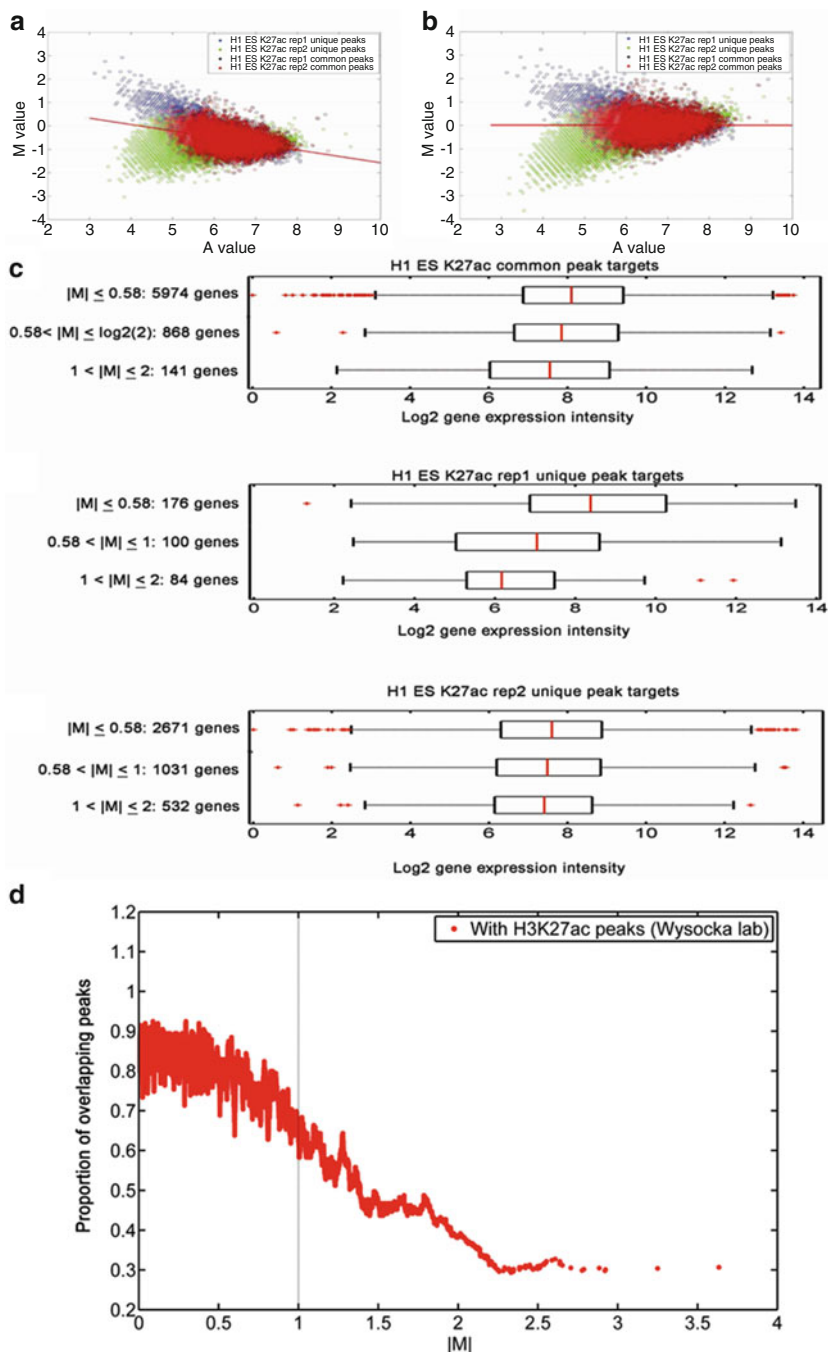 a
H1 ES K27ac rep1 unique peaks
H1 ES K27ac rep2 unique peaks
H1 ES K27ac rep1 common peaks
H1 ES K27ac rep2 common peaks
M value
4
3
2
1
0
-1
-2
-3
-4
2 3 4 5 6 7 8 9 10
A value
b
H1 ES K27ac rep1 unique peaks
H1 ES K27ac rep2 unique peaks
H1 ES K27ac rep1 common peaks
H1 ES K27ac rep2 common peaks
M value
4
3
2
1
0
-1
-2
-3
-4
2 3 4 5 6 7 8 9 10
A value
c
H1 ES K27ac common peak targets
|M| ≤ 0.58: 5974 genes
0.58< |M| ≤ log2(2): 868 genes
1 < |M| ≤ 2: 141 genes
0 2 4 6 8 10 12 14
Log2 gene expression intensity
H1 ES K27ac rep1 unique peak targets
|M| ≤ 0.58: 176 genes
0.58 < |M| ≤ 1: 100 genes
1 < |M| ≤ 2: 84 genes
0 2 4 6 8 10 12 14
Log2 gene expression intensity
H1 ES K27ac rep2 unique peak targets
|M| ≤ 0.58: 2671 genes
0.58 < |M| ≤ 1: 1031 genes
1 < |M| ≤ 2: 532 genes
0 2 4 6 8 10 12 14
Log2 gene expression intensity
d
With H3K27ac peaks (Wysocka lab)
Proportion of overlapping peaks
1.2
1.1
1
0.9
0.8
0.7
0.6
0.5
0.4
0.3
0.2
0 0.5 1 1.5 2 2.5 3 3.5 4
|M|